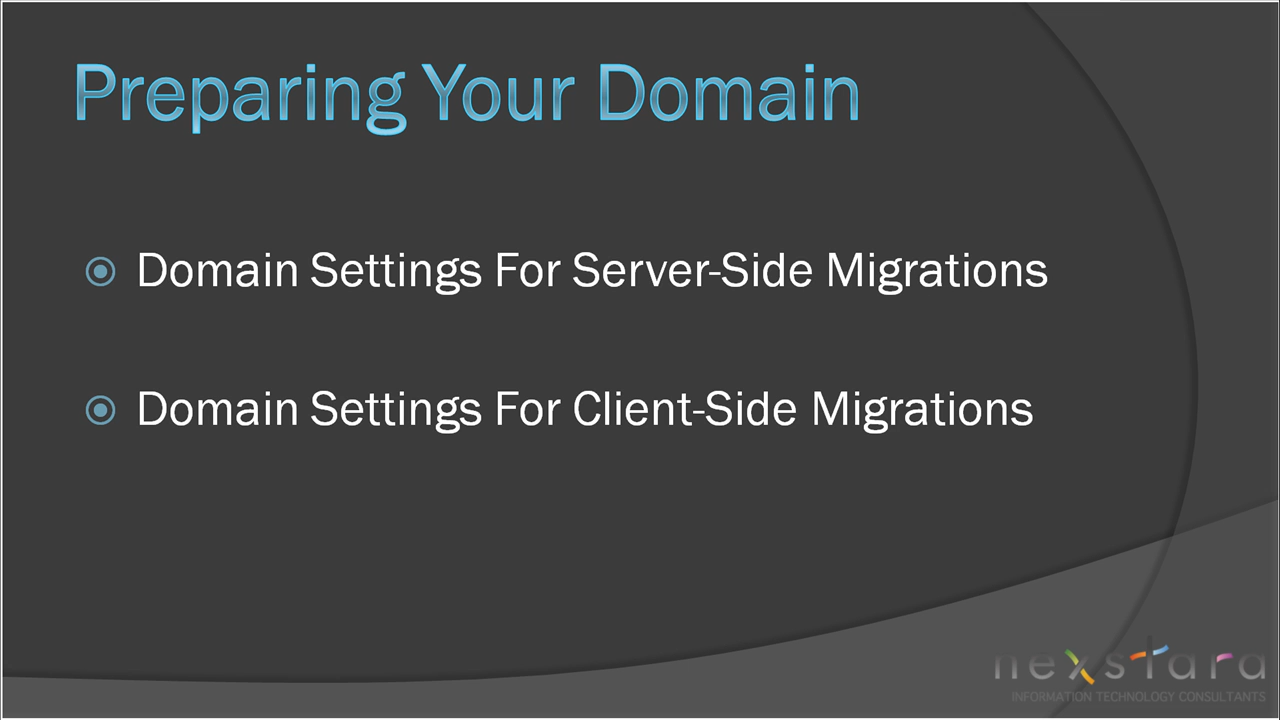 Preparing Your Domain
Domain Settings For Server-Side Migrations
Domain Settings For Client-Side Migrations
nexstara
INFORMATION TECHNOLOGY CONSULTANTS